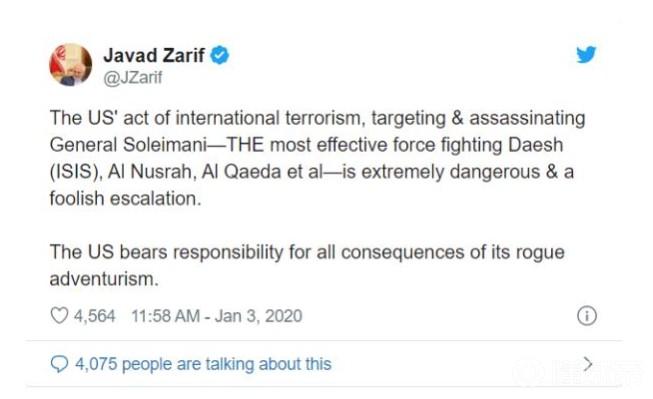 Javad Zarif
@JZarif
The US' act of international terrorism, targeting & assassinating
General Soleimani—THE most effective force fighting Daesh
(ISIS), Al Nusrah, Al Qaeda et al—is extremely dangerous & a
foolish escalation.
The US bears responsibility for all consequences of its rogue
adventurism.
4,564 11:58 AM - Jan 3, 2020
4,075 people are talking about this